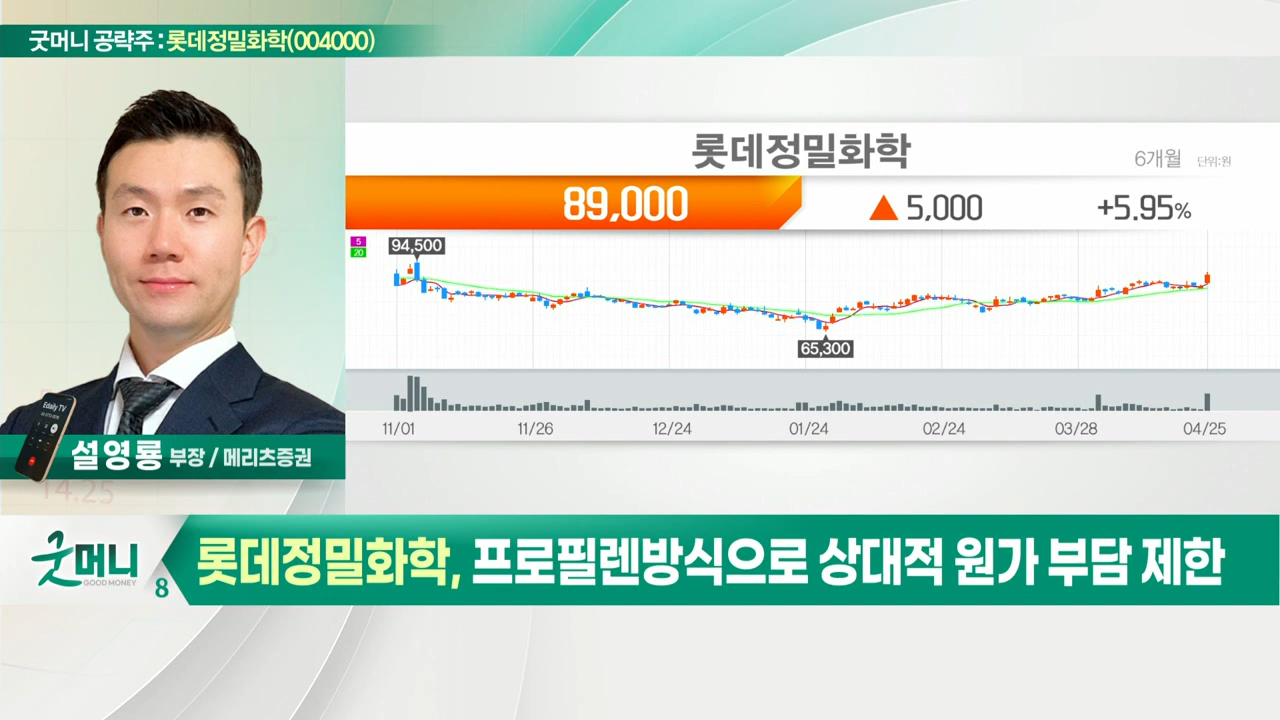 굿머니 공략주 : 롯데정밀화학(004000)
롯데정밀화학
6개월 단위:원
89,000 ▲ 5,000 +5.95%
5
20
94,500
65,300
11/01 11/26 12/24 01/24 02/24 03/28 04/25
Edaily TV
설영룡 부장 / 메리츠증권
14.25
굿머니
GOOD MONEY
8
롯데정밀화학, 프로필렌방식으로 상대적 원가 부담 제한